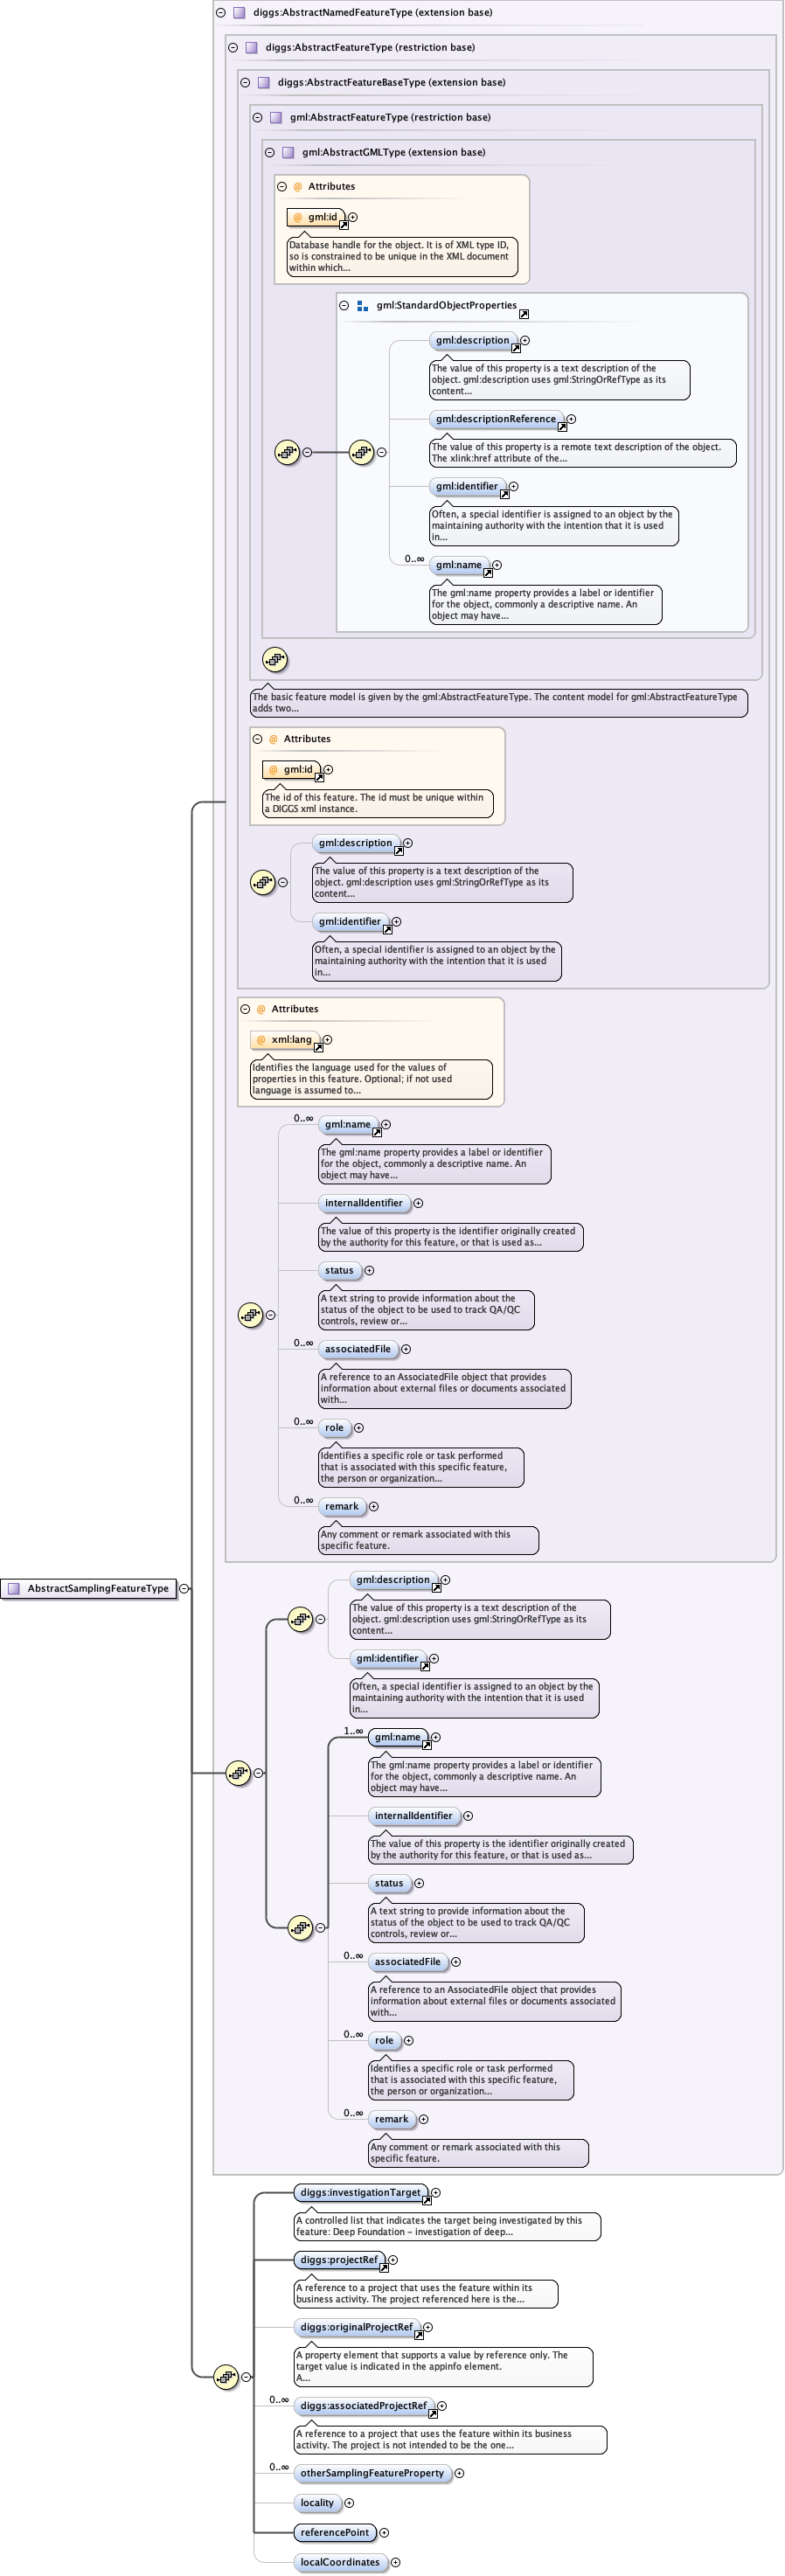 diggs:AbstractNamedFeatureType (extension base)
diggs:AbstractFeatureType (restriction base)
diggs:AbstractFeatureBaseType (extension base)
gml:AbstractFeatureType (restriction base)
gml:AbstractGMLType (extension base)
@ Attributes
@ gml:id
Database handle for the object. It is of XML type ID,
so is constrained to be unique in the XML document
within which...
gml:StandardObjectProperties
gml:description
The value of this property is a text description of the
object. gml:description uses gml:StringOrRefType as its
content...
gml:descriptionReference
The value of this property is a remote text description of the object.
The xlink:href attribute of the...
gml:identifier
Often, a special identifier is assigned to an object by the
maintaining authority with the intention that it is used
in...
0..∞
gml:name
The gml:name property provides a label or identifier
for the object, commonly a descriptive name. An
object may have...
The basic feature model is given by the gml:AbstractFeatureType. The content model for gml:AbstractFeatureType
adds two...
@ Attributes
@ gml:id
The id of this feature. The id must be unique within
a DIGGS xml instance.
gml:description
The value of this property is a text description of the
object. gml:description uses gml:StringOrRefType as its
content...
gml:identifier
Often, a special identifier is assigned to an object by the
maintaining authority with the intention that it is used
in...
@ Attributes
@ xml:lang
Identifies the language used for the values of
properties in this feature. Optional; if not used
language is assumed to...
0..∞
gml:name
The gml:name property provides a label or identifier
for the object, commonly a descriptive name. An
object may have...
internalIdentifier
The value of this property is the identifier originally created
by the authority for this feature, or that is used as...
status
A text string to provide information about the
status of the object to be used to track QA/QC
controls, review or...
0..∞
associatedFile
A reference to an AssociatedFile object that provides
information about external files or documents associated
with...
0..∞
role
Identifies a specific role or task performed
that is associated with this specific feature,
the person or organization...
0..∞
remark
Any comment or remark associated with this
specific feature.
AbstractSamplingFeatureType
gml:description
The value of this property is a text description of the
object. gml:description uses gml:StringOrRefType as its
content...
gml:identifier
Often, a special identifier is assigned to an object by the
maintaining authority with the intention that it is used
in...
1..∞
gml:name
The gml:name property provides a label or identifier
for the object, commonly a descriptive name. An
object may have...
internalIdentifier
The value of this property is the identifier originally created
by the authority for this feature, or that is used as...
status
A text string to provide information about the
status of the object to be used to track QA/QC
controls, review or...
0..∞
associatedFile
A reference to an AssociatedFile object that provides
information about external files or documents associated
with...
0..∞
role
Identifies a specific role or task performed
that is associated with this specific feature,
the person or organization...
0..∞
remark
Any comment or remark associated with this
specific feature.
diggs:investigationTarget
A controlled list that indicates the target being investigated by this
feature: Deep Foundation - investigation of deep...
diggs:projectRef
A reference to a project that uses the feature within its
business activity. The project referenced here is the...
diggs:originalProjectRef
A property element that supports a value by reference only. The
target value is indicated in the appinfo element.
A...
0..∞
diggs:associatedProjectRef
A reference to a project that uses the feature within its business
activity. The project is not intended to be the one...
0..∞
otherSamplingFeatureProperty
locality
referencePoint
localCoordinates